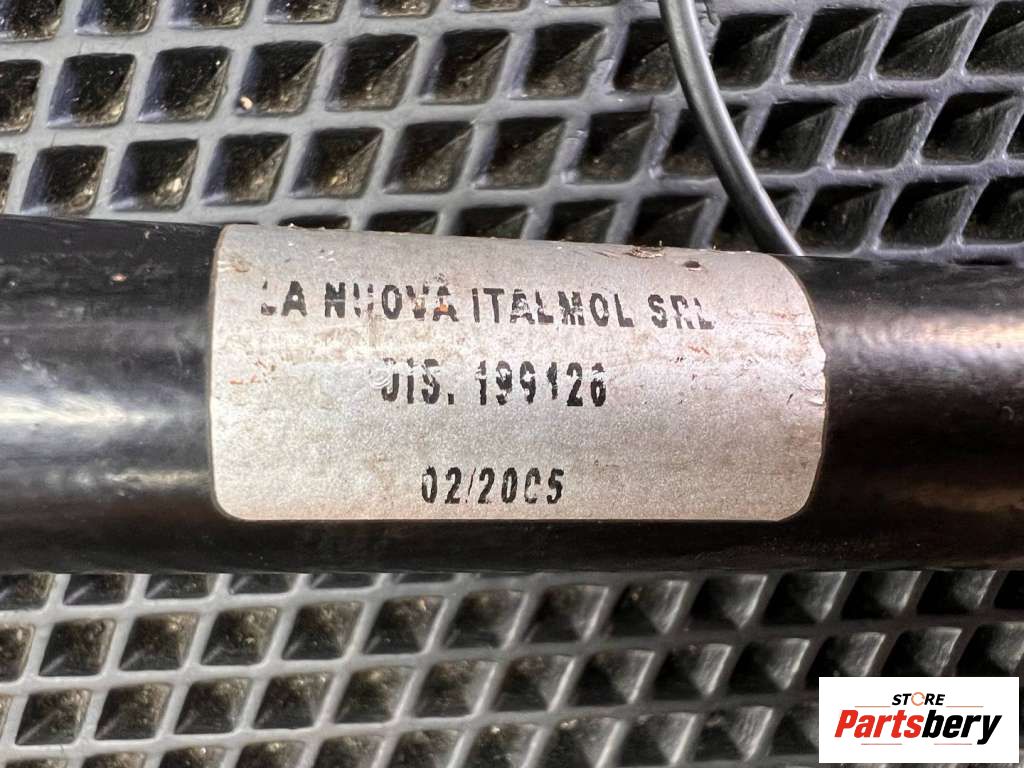 LA NUOVA ITALMOL SRL
DIS. 199126
02/2005
STORE
Partsbery